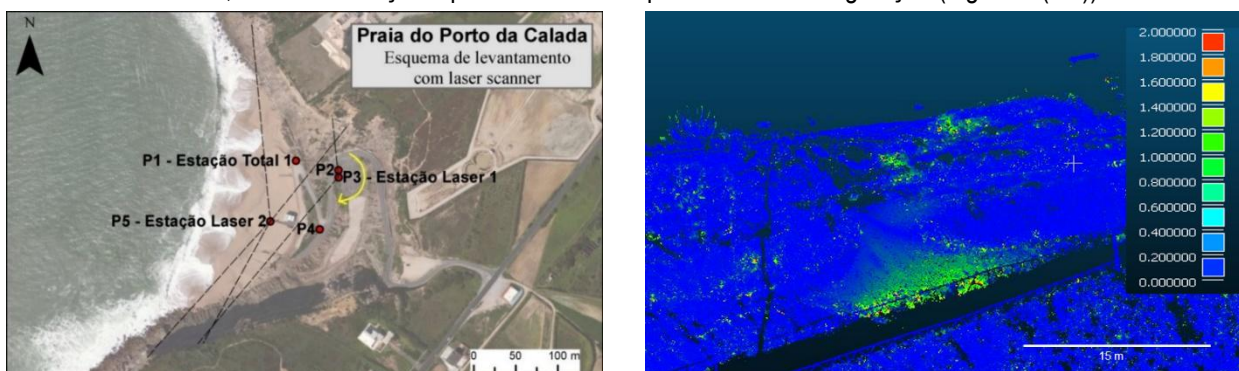 N
Praia do Porto da Calada
Esquema de levantamento
com laser scanner
P1 - Estação Total 1
P2
P3 - Estação Laser 1
P5 - Estação Laser 2
P4
0 50 100 m
2.000000
1.800000
1.600000
1.400000
1.200000
1.000000
0.800000
0.600000
0.400000
0.200000
0.000000
15 m